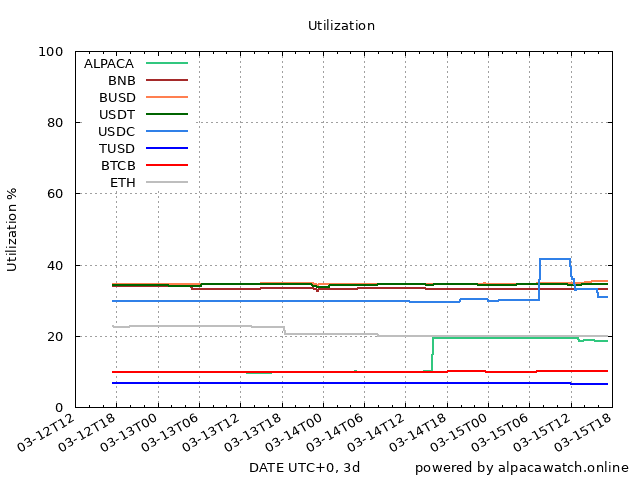 Utilization
100
80
60
40
20
0
Utilization %
ALPACA
BNB
BUSD
USDT
USDC
TUSD
BTCB
ETH
03-12T12
03-12T18
03-13T00
03-13T06
03-13T12
03-13T18
03-14T00
03-14T06
03-14T12
03-14T18
03-15T00
03-15T06
03-15T12
03-15T18
DATE UTC+0, 3d
powered by alpacawatch.online